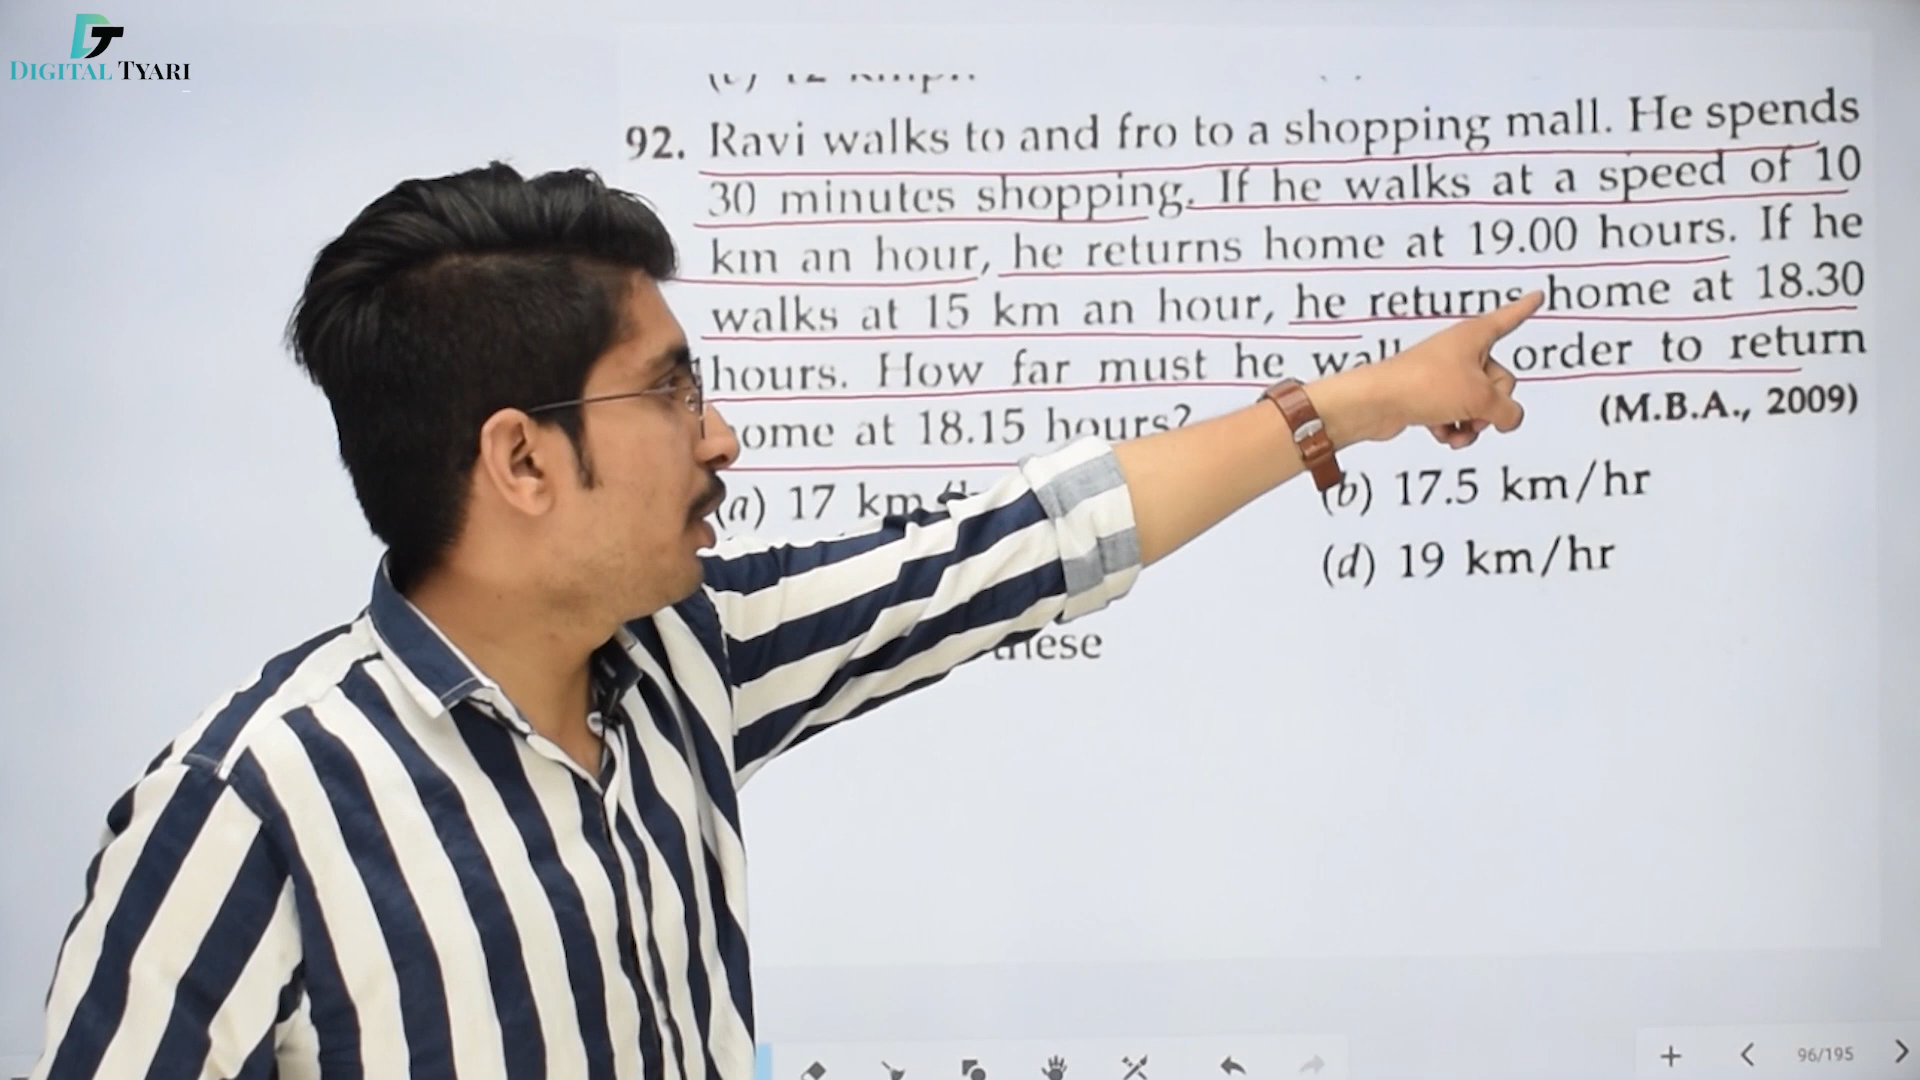 DIGITAL TYARI
92. Ravi walks to and fro to a shopping mall. He spends
30 minutes shopping. If he walks at a speed of 10
km an hour, he returns home at 19.00 hours. If he
walks at 15 km an hour, he returns home at 18.30
hours. How far must he order to return
at 18.15 hours?
(M.B.A., 2009)
(a) 17
(b) 17.5 km/hr
(d) 19 km/hr
96/195